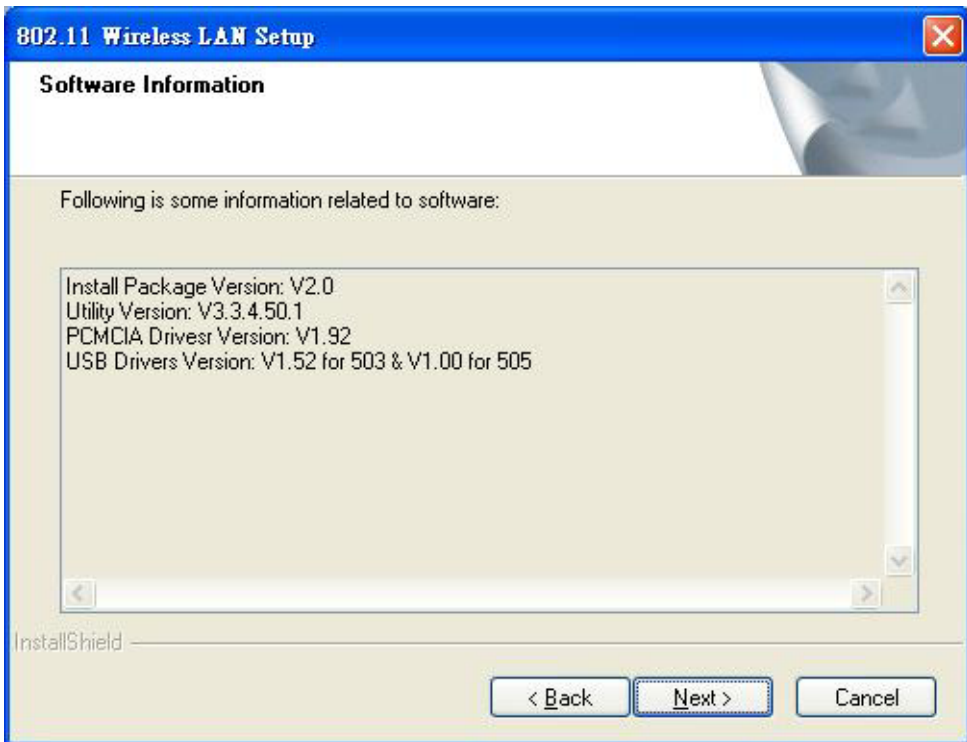 802.11 Wireless LAN Setup
Software Information
Following is some information related to software:
Install Package Version: V2.0
Utility Version: V3.3.4.50.1
PCMCIA Drivesr Version: V1.92
USB Drivers Version: V1.52 for 503 & V1.00 for 505
InstallShield
< Back
Next >
Cancel